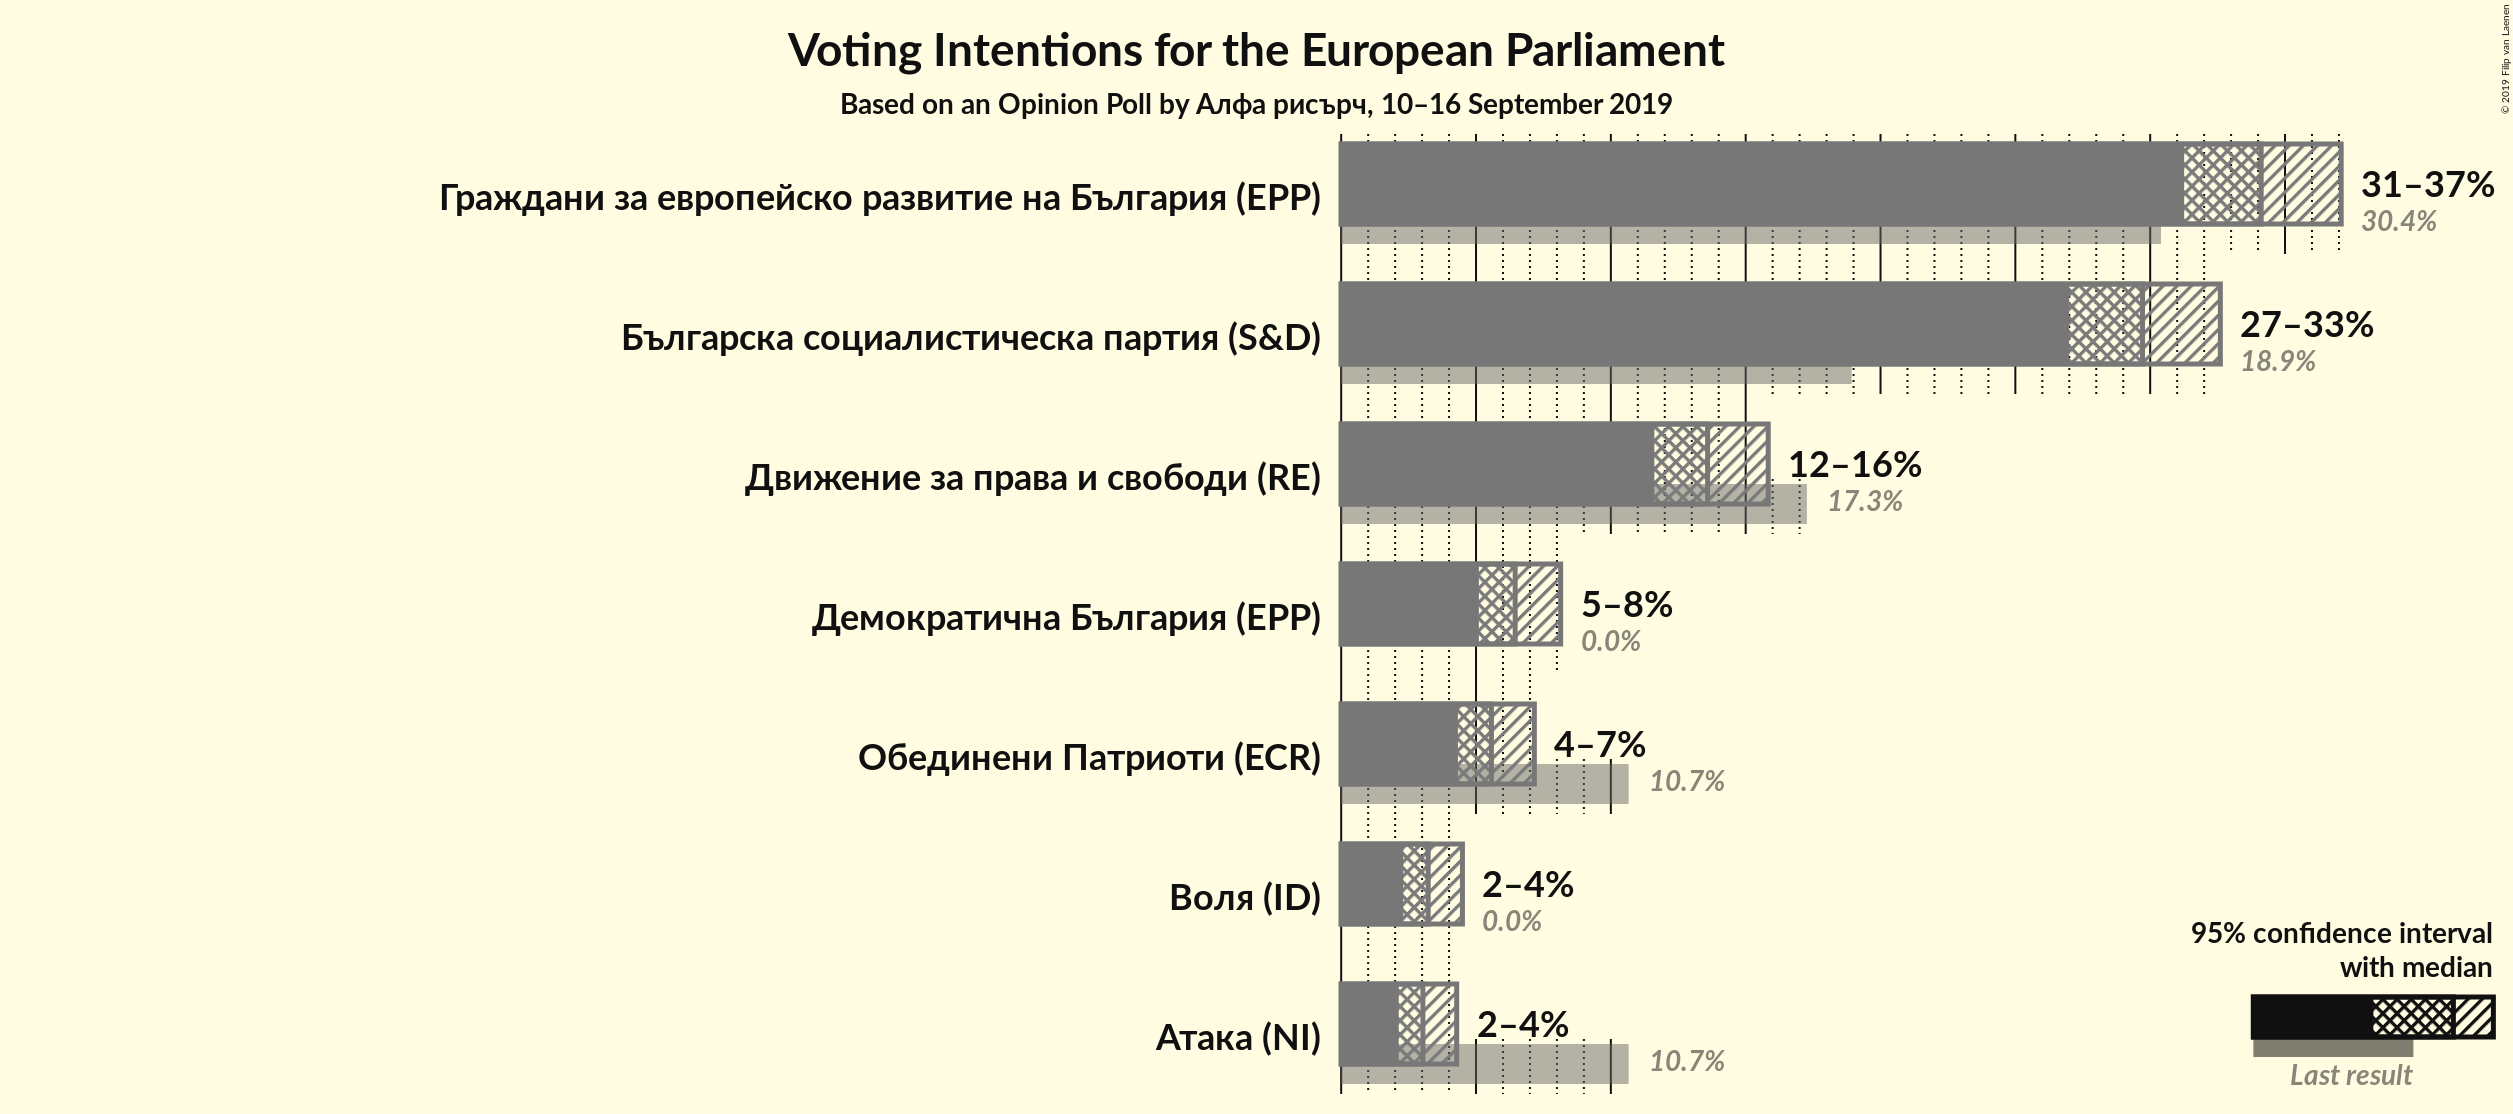 Voting Intentions for the European Parliament
Based on an Opinion Poll by Алфа рисърч, 10–16 September 2019
© 2019 Filip van Laenen
Граждани за европейско развитие на България (EPP)
31–37%
30.4%
Българска социалистическа партия (S&D)
27–33%
18.9%
Движение за права и свободи (RE)
12–16%
17.3%
Демократична България (EPP)
5–8%
0.0%
Обединени Патриоти (ECR)
4–7%
10.7%
Воля (ID)
2–4%
0.0%
Атака (NI)
2–4%
10.7%
95% confidence interval
with median
Last result